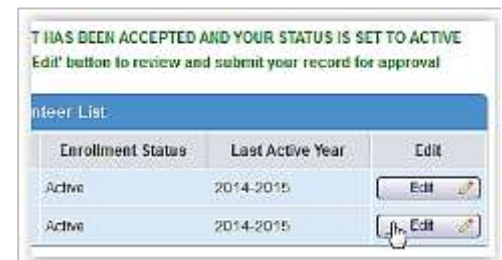 T HAS BEEN ACCEPTED AND YOUR STATUS IS SET TO ACTIVE
Edit' button to review and submit your record for approval
nteer List
Enrollment Status Last Active Year Edit
Active 2014-2015 Edit
Active 2014-2015 Edit